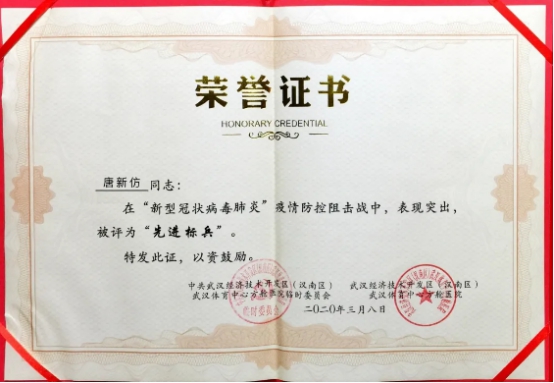 荣誉证书
HONORARY CREDENTIAL
唐新仿同志：
在“新型冠状病毒肺炎”疫情防控阻击战中，表现突出，
被评为“先进标兵”。
特发此证，以资鼓励。
中共武汉经济技术开发区（汉南区） 武汉经济技术开发区（汉南区）
武汉体育中心方舱医院临时委员会 武汉体育中心方舱医院
二〇二〇年三月八日
临时委员会